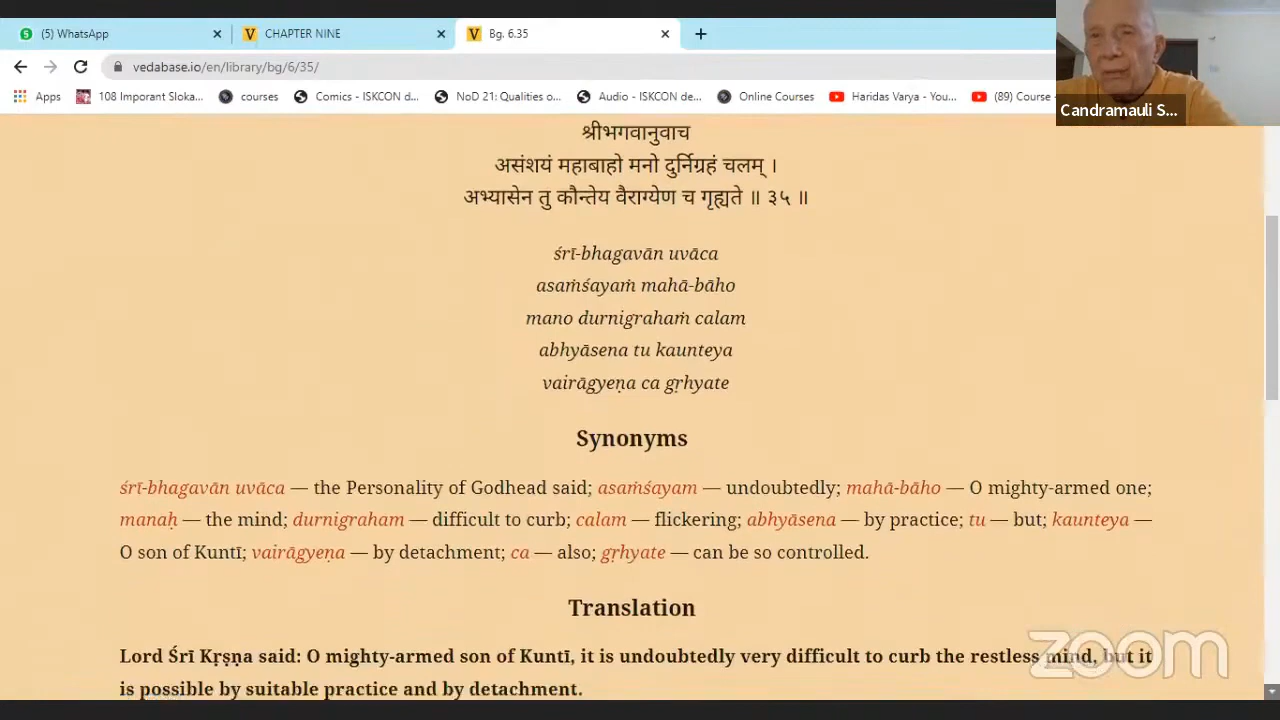 (5) WhatsApp
CHAPTER NINE
Bg. 6.35
vedabase.io/en/library/bg/6/35/
Apps
108 Imporant Sloka...
courses
Comics - ISKCON d...
NoD 21: Qualities o...
Audio - ISKCON de...
Online Courses
Haridas Varya - You...
(89) Course
Candramauli S...
श्रीभगवानुवाच
असंशयं महाबाहो मनो दुर्निग्रहं चलम् ।
अभ्यासेन तु कौन्तेय वैराग्येण च गृह्यते ॥ ३५ ॥
śrī-bhagavān uvāca
asaṁśayaṁ mahā-bāho
mano durnigrahaṁ calam
abhyāsena tu kaunteya
vairāgyeṇa ca gṛhyate
Synonyms
śrī-bhagavān uvāca — the Personality of Godhead said; asaṁśayam — undoubtedly; mahā-bāho — O mighty-armed one;
manaḥ — the mind; durnigraham — difficult to curb; calam — flickering; abhyāsena — by practice; tu — but; kaunteya —
O son of Kuntī; vairāgyeṇa — by detachment; ca — also; gṛhyate — can be so controlled.
Translation
Lord Śrī Kṛṣṇa said: O mighty-armed son of Kuntī, it is undoubtedly very difficult to curb the restless mind, but it
is possible by suitable practice and by detachment.
zoom